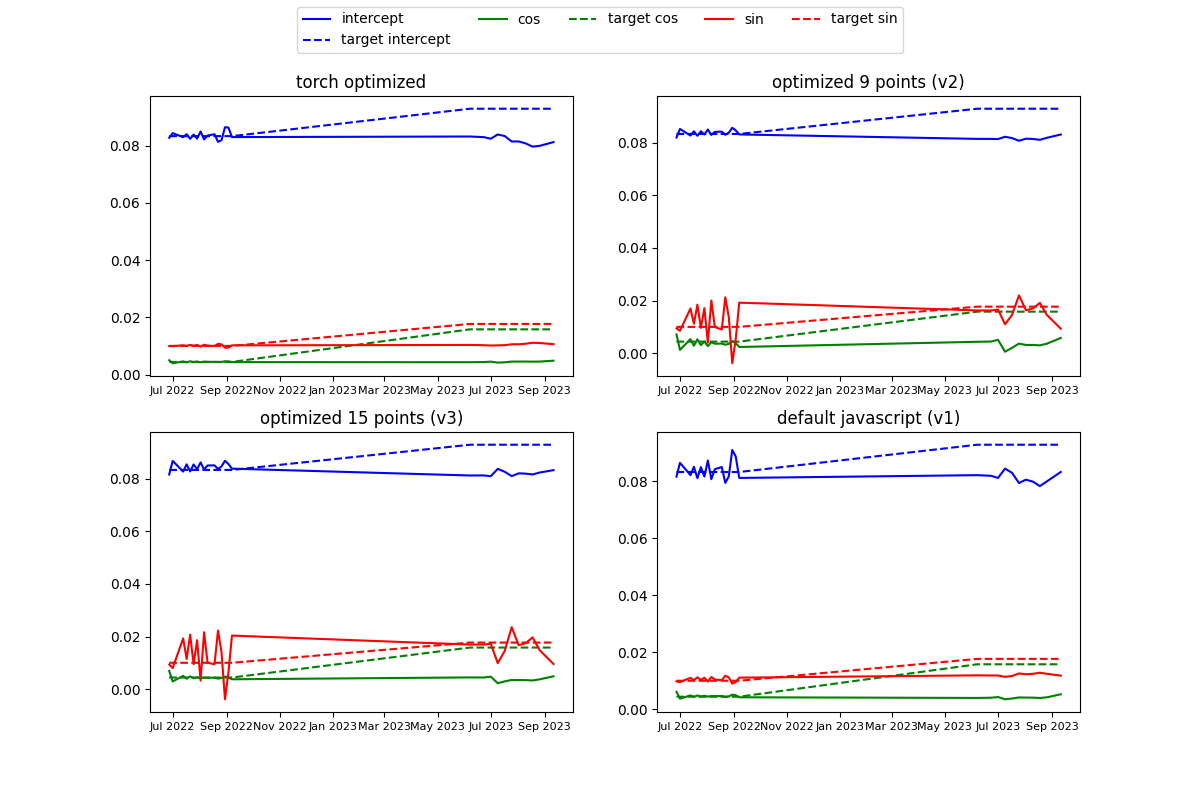 intercept cos target cos sin target sin
target intercept
torch optimized
0.08
0.06
0.04
0.02
0.00
Jul 2022 Sep 2022 Nov 2022 Jan 2023 Mar 2023 May 2023 Jul 2023 Sep 2023
optimized 9 points (v2)
0.08
0.06
0.04
0.02
0.00
Jul 2022 Sep 2022 Nov 2022 Jan 2023 Mar 2023 May 2023 Jul 2023 Sep 2023
optimized 15 points (v3)
0.08
0.06
0.04
0.02
0.00
Jul 2022 Sep 2022 Nov 2022 Jan 2023 Mar 2023 May 2023 Jul 2023 Sep 2023
default javascript (v1)
0.08
0.06
0.04
0.02
0.00
Jul 2022 Sep 2022 Nov 2022 Jan 2023 Mar 2023 May 2023 Jul 2023 Sep 2023